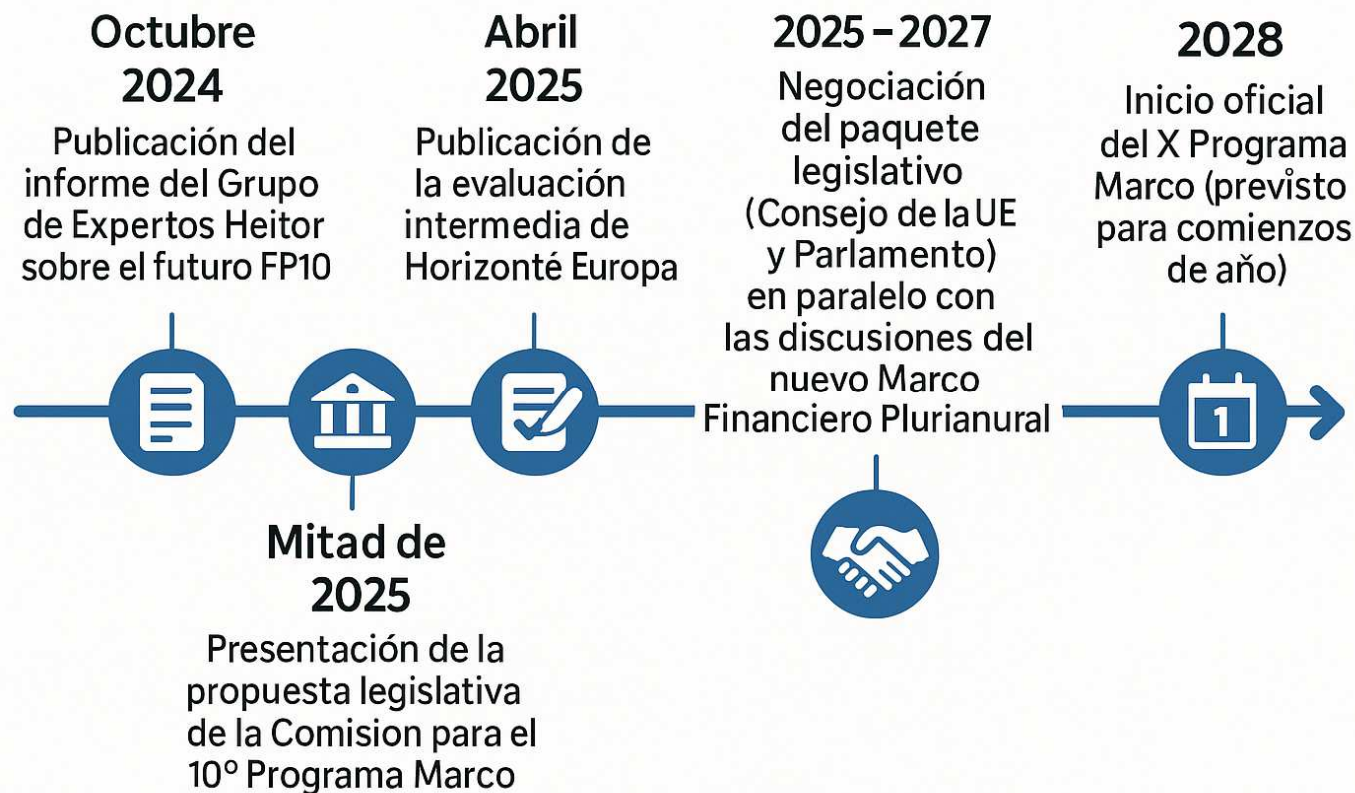 Octubre
2024
Publicación del
informe del Grupo
de Expertos Heitor
sobre el futuro FP10
Mitad de
2025
Presentación de la
propuesta legislativa
de la Comision para el
10º Programa Marco
Abril
2025
Publicación de
la evaluación
intermedia de
Horizonté Europa
2025–2027
Negociación
del paquete
legislativo
(Consejo de la UE
y Parlamento)
en paralelo con
las discusiones del
nuevo Marco
Financiero Plurianural
2028
Inicio oficial
del X Programa
Marco (previsto
para comienzos
de aňo)
1